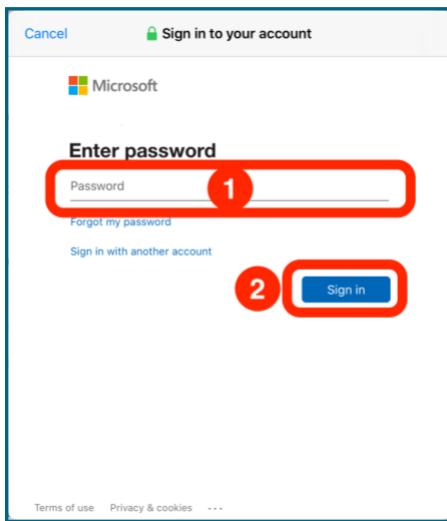 Cancel Sign in to your account
Microsoft
Enter password
Password 1
Forgot my password
Sign in with another account
2 Sign in
Terms of use Privacy & cookies ...